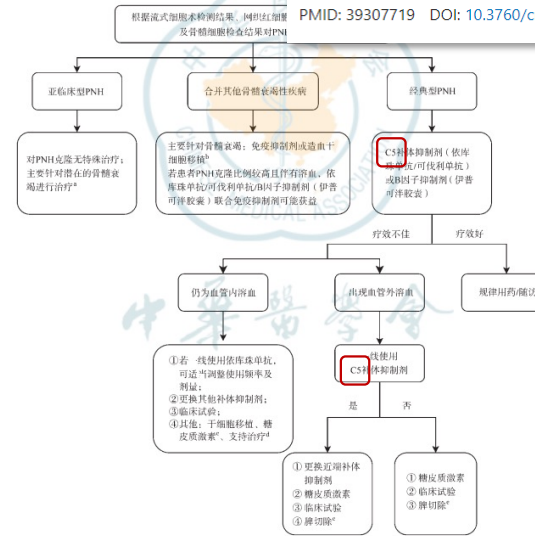 PMID: 39307719 DOI: 10.3760/c
根据流式细胞术检测结果、网织红细
及骨髓细胞检查结果对PN
亚临床型PNH
合并其他骨髓衰竭性疾病
经典型PNH
对PNH克隆无特殊治疗;
主要针对潜在的骨髓衰
竭进行治疗a
主要针对骨髓衰竭:免疫抑制剂或造血干
细胞移植b
若患者PNH克隆比例较高且伴有溶血、依
库珠单抗/可伐利单抗/B因子抑制剂(伊普
可泮胶囊)联合免疫抑制剂可能获益
C5补体抑制剂(依库
珠单抗/可伐利单抗)
或B因子抑制剂(伊普
可泮胶囊)
疗效不佳
疗效好
仍为血管内溶血
出现血管外溶血
规律用药/随访
①若一线使用依库珠单抗,
可适当调整使用频率及
剂量;
②更换其他补体抑制剂;
③临床试验;
④其他:干细胞移植、糖
皮质激素c、支持治疗d
线使用
C5补体抑制剂
是
否
①更换近端补体
抑制剂
②糖皮质激素
③临床试验
④脾切除e
①糖皮质激素
②临床试验
③脾切除e
中华医学会
MEDICAL ASSOCIATION